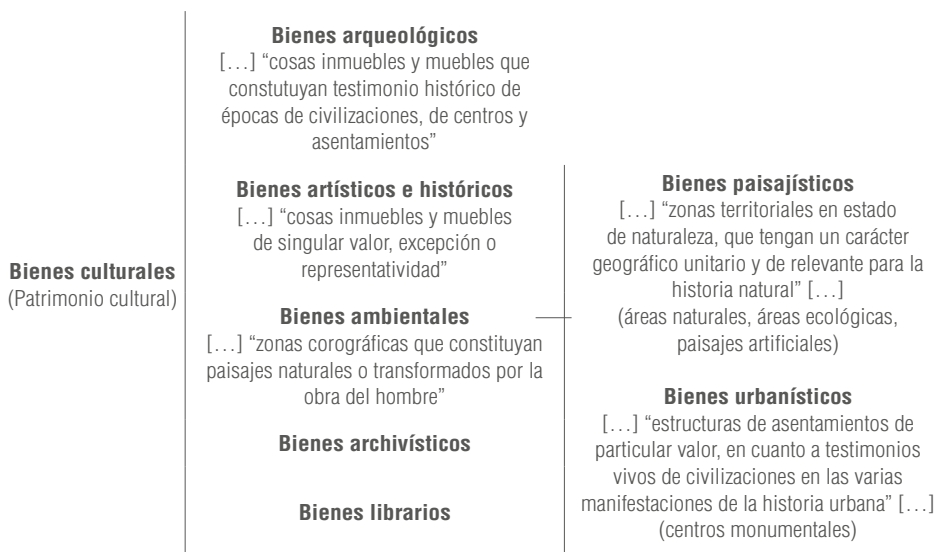 Bienes culturales
(Patrimonio cultural)
Bienes arqueológicos
[…] “cosas inmuebles y muebles que
constutuyan testimonio histórico de
épocas de civilizaciones, de centros y
asentamientos”
Bienes artísticos e históricos
[…] “cosas inmuebles y muebles
de singular valor, excepción o
representatividad”
Bienes ambientales
[…] “zonas corográficas que constituyan
paisajes naturales o transformados por la
obra del hombre”
Bienes archivísticos
Bienes librarios
Bienes paisajísticos
[…] “zonas territoriales en estado
de naturaleza, que tengan un carácter
geográfico unitario y de relevante para la
historia natural” […]
(áreas naturales, áreas ecológicas,
paisajes artificiales)
Bienes urbanísticos
[…] “estructuras de asentamientos de
particular valor, en cuanto a testimonios
vivos de civilizaciones en las varias
manifestaciones de la historia urbana” […]
(centros monumentales)